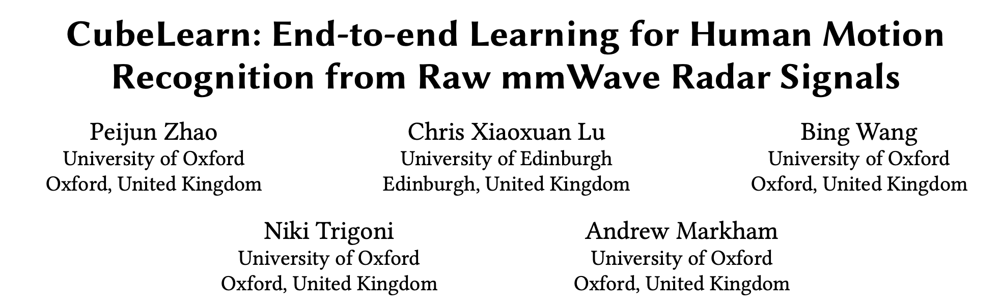 CubeLearn: End-to-end Learning for Human Motion
Recognition from Raw mmWave Radar Signals
Peijun Zhao
University of Oxford
Oxford, United Kingdom
Chris Xiaoxuan Lu
University of Edinburgh
Edinburgh, United Kingdom
Bing Wang
University of Oxford
Oxford, United Kingdom
Niki Trigoni
University of Oxford
Oxford, United Kingdom
Andrew Markham
University of Oxford
Oxford, United Kingdom